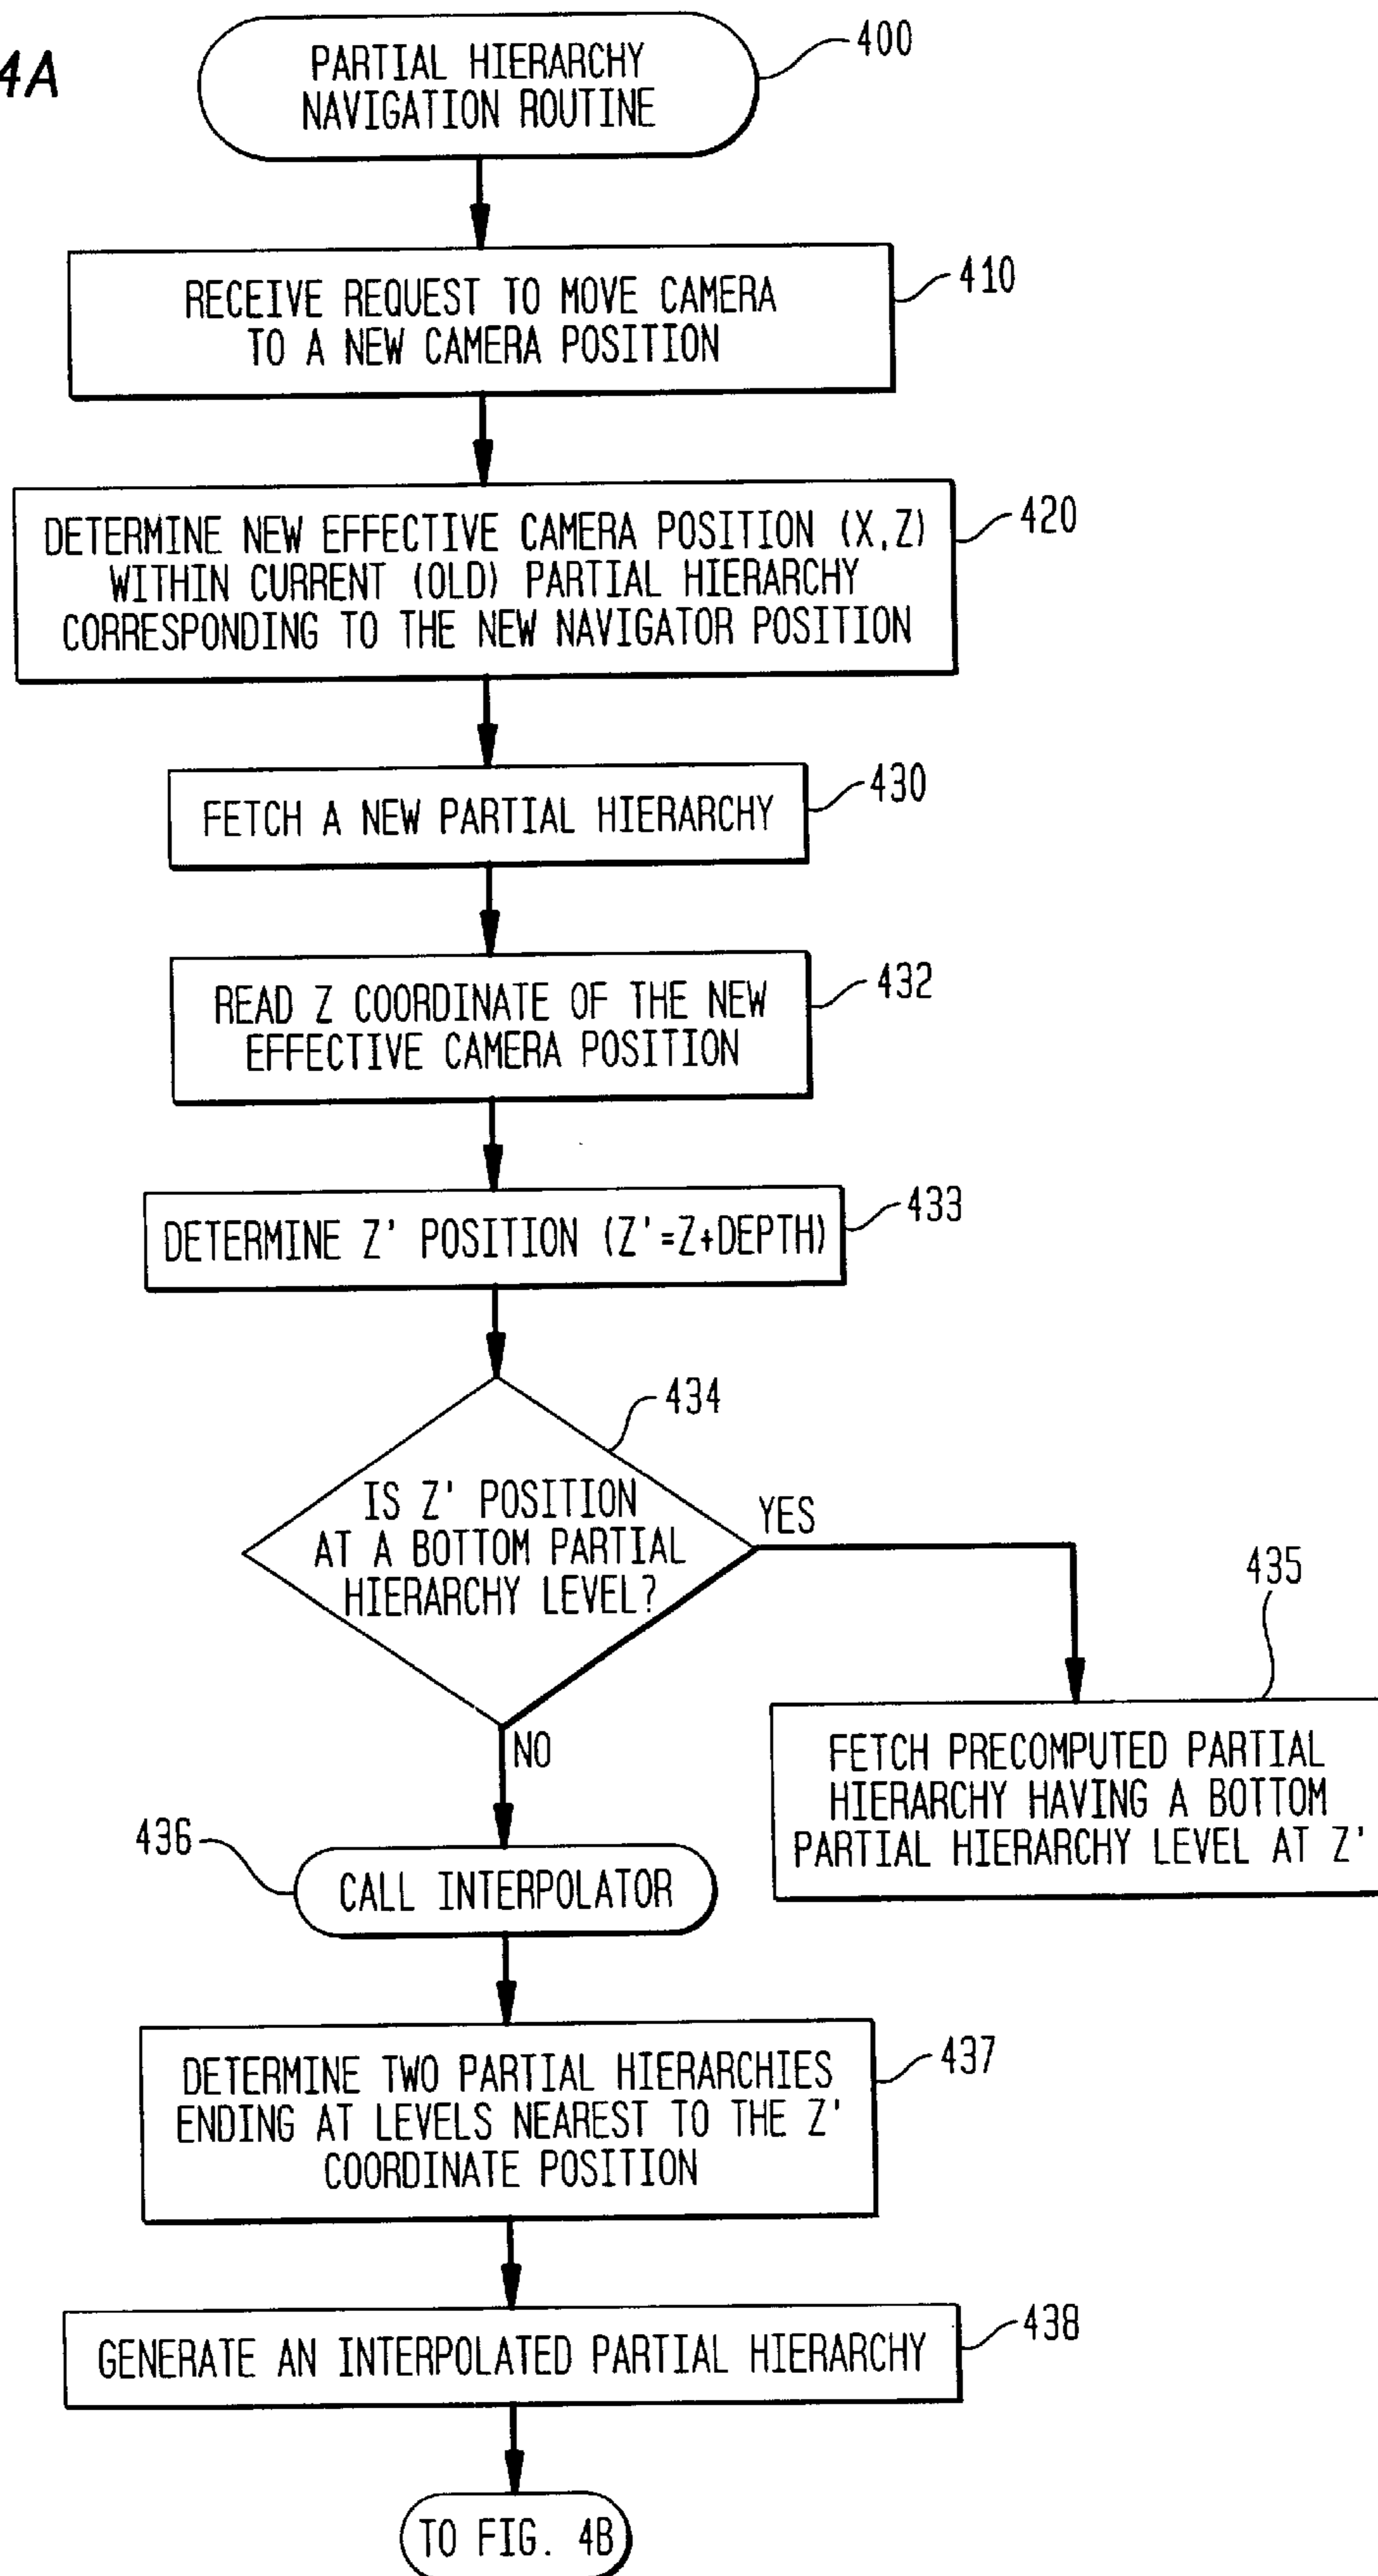 4A
PARTIAL HIERARCHY
NAVIGATION ROUTINE
400
RECEIVE REQUEST TO MOVE CAMERA
TO A NEW CAMERA POSITION
410
DETERMINE NEW EFFECTIVE CAMERA POSITION (X,Z)
WITHIN CURRENT (OLD) PARTIAL HIERARCHY
CORRESPONDING TO THE NEW NAVIGATOR POSITION
420
FETCH A NEW PARTIAL HIERARCHY
430
READ Z COORDINATE OF THE NEW
EFFECTIVE CAMERA POSITION
432
DETERMINE Z' POSITION (Z'=Z+DEPTH)
433
IS Z' POSITION
AT A BOTTOM PARTIAL
HIERARCHY LEVEL?
434
YES
NO
435
FETCH PRECOMPUTED PARTIAL
HIERARCHY HAVING A BOTTOM
PARTIAL HIERARCHY LEVEL AT Z'
436
CALL INTERPOLATOR
DETERMINE TWO PARTIAL HIERARCHIES
ENDING AT LEVELS NEAREST TO THE Z'
COORDINATE POSITION
437
GENERATE AN INTERPOLATED PARTIAL HIERARCHY
438
TO FIG. 4B